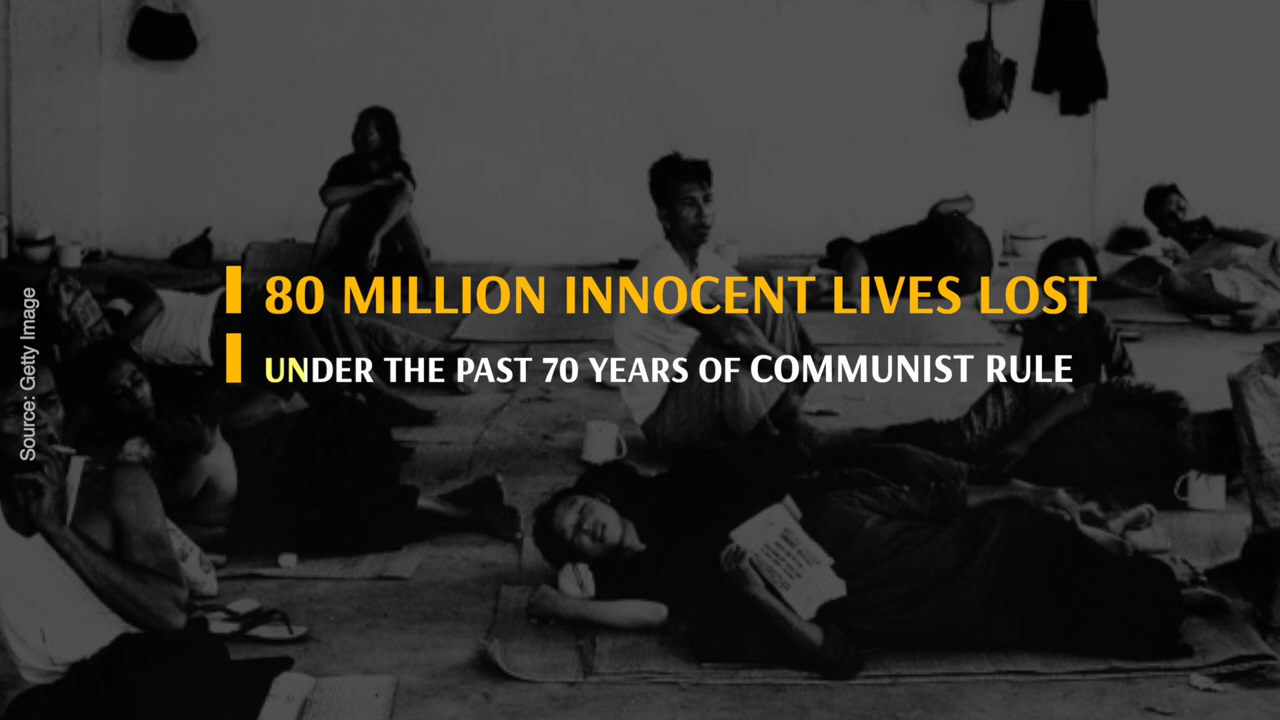 80 MILLION INNOCENT LIVES LOST
UNDER THE PAST 70 YEARS OF COMMUNIST RULE
Source: Getty Image